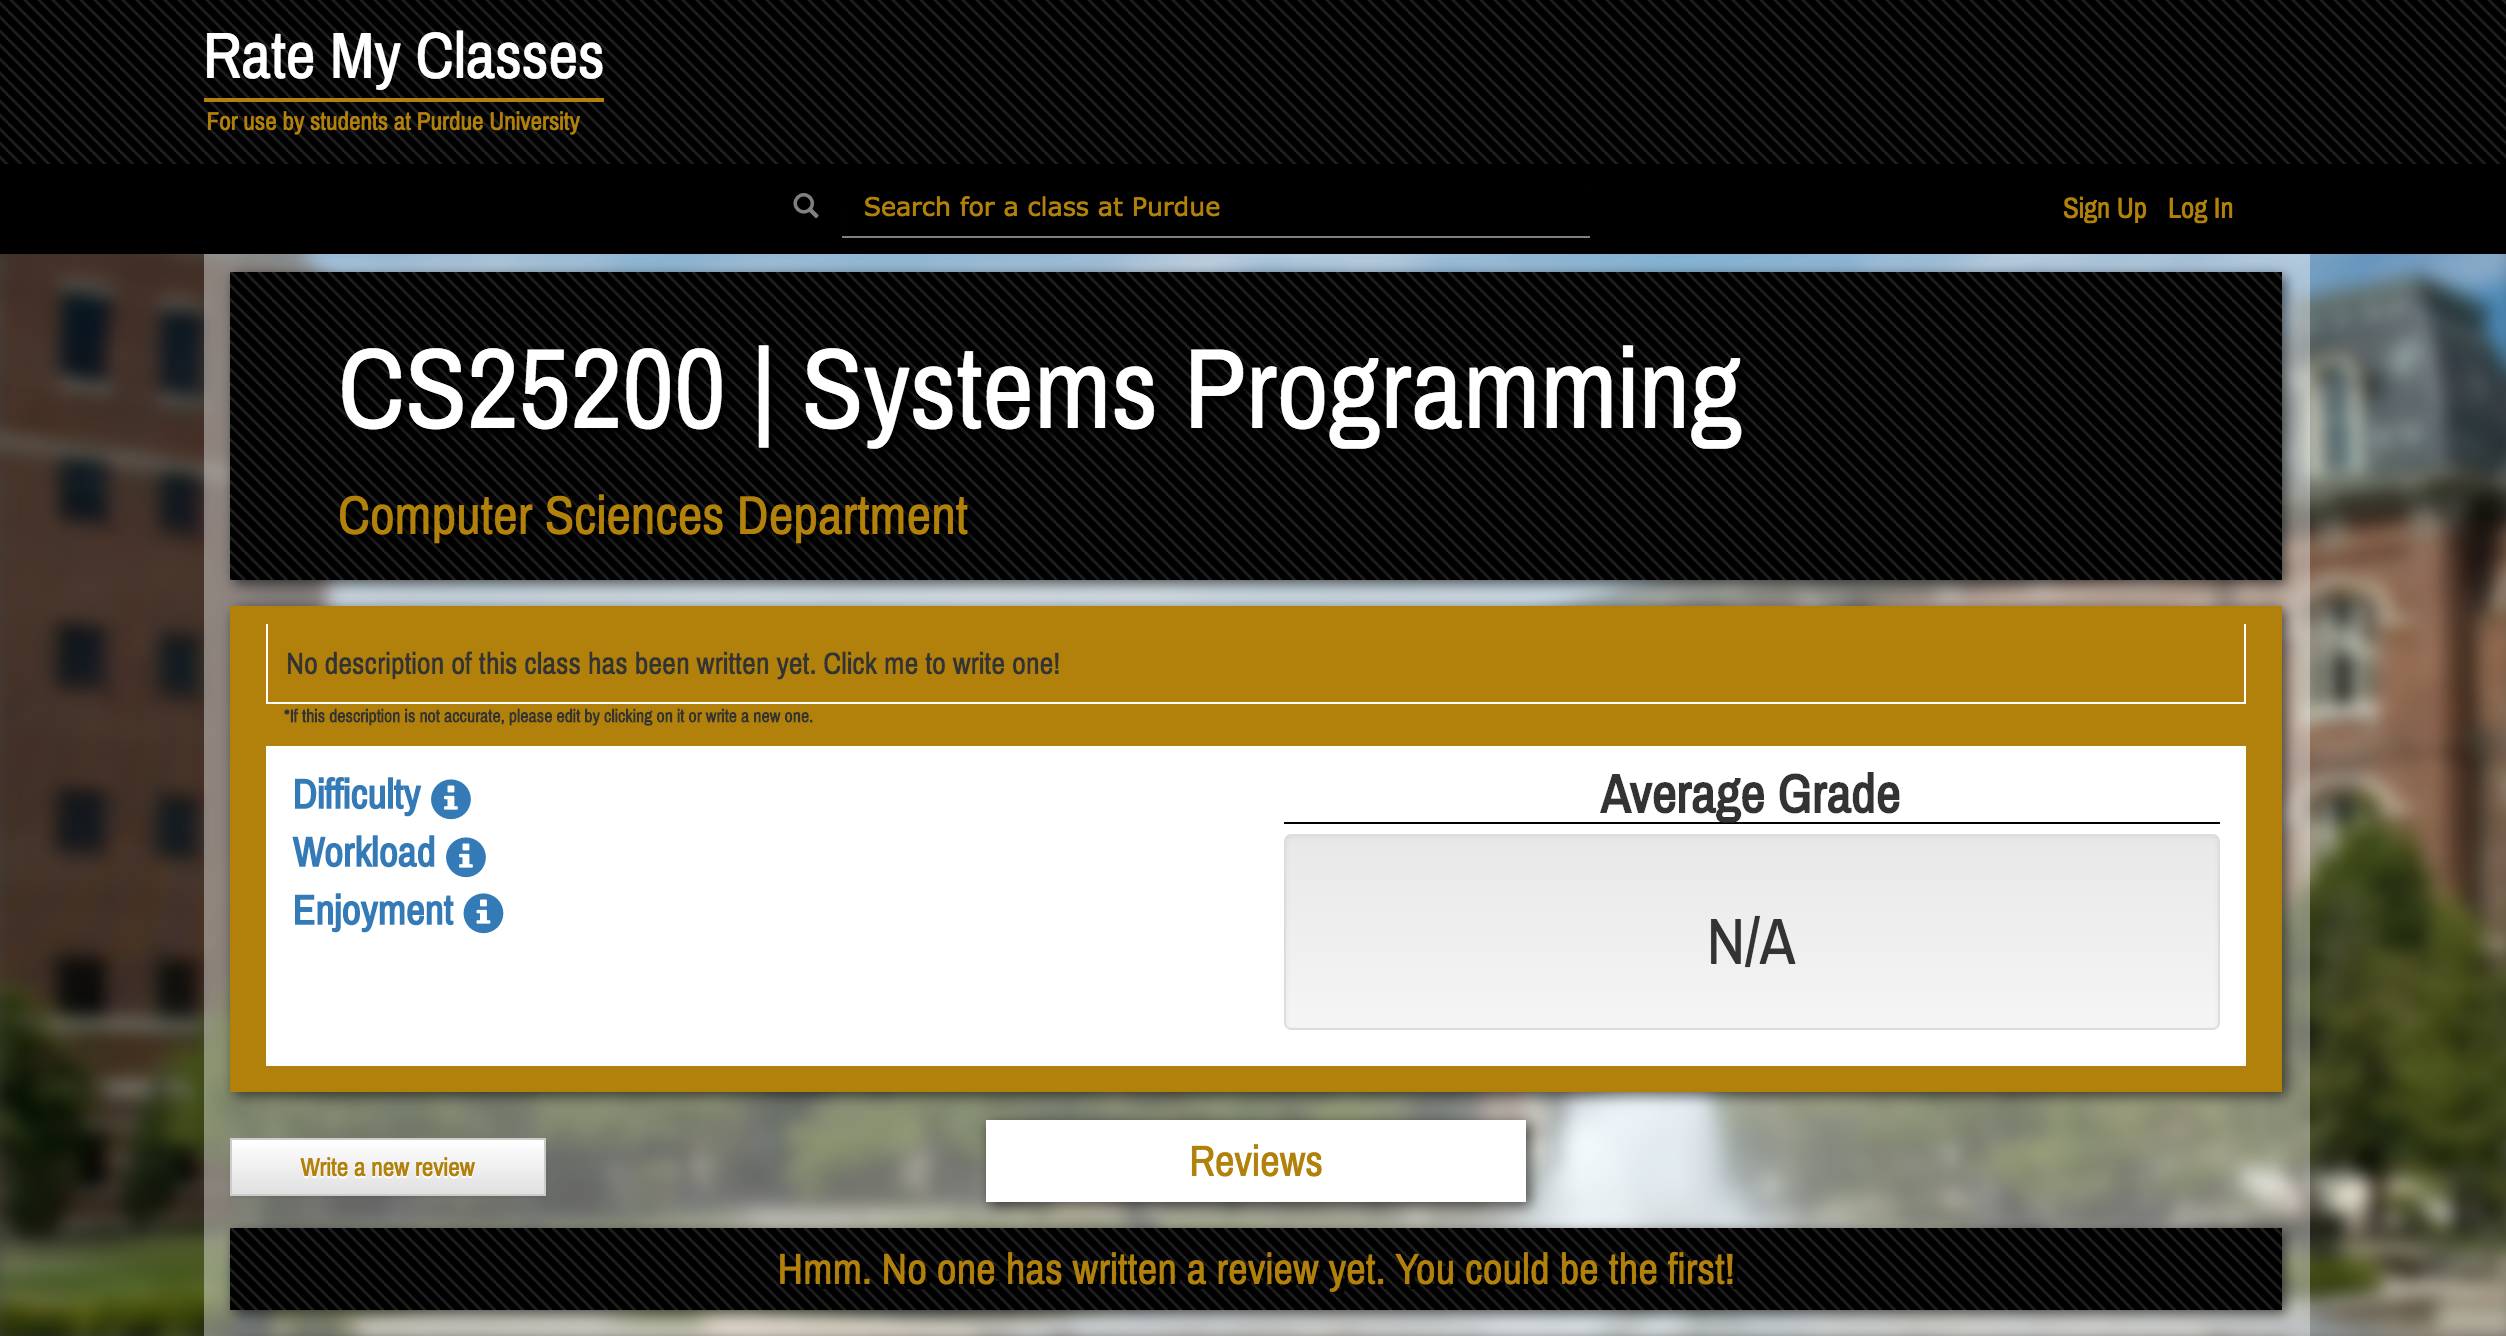 Rate My Classes
For use by students at Purdue University
Search for a class at Purdue
Sign Up Log In
CS25200 | Systems Programming
Computer Sciences Department
No description of this class has been written yet. Click me to write one!
*If this description is not accurate, please edit by clicking on it or write a new one.
Difficulty
Workload
Enjoyment
Average Grade
N/A
Write a new review
Reviews
Hmm. No one has written a review yet. You could be the first!